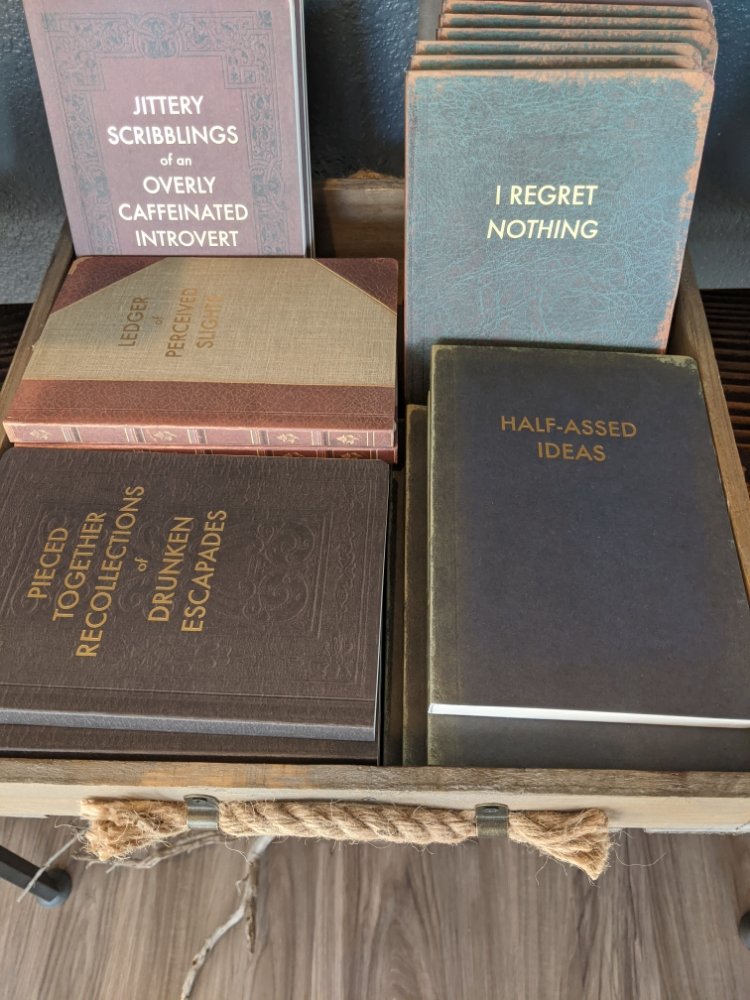 JITTERY
SCRIBBLINGS
of an
OVERLY
CAFFEINATED
INTROVERT
I REGRET
NOTHING
LEDGER
of
PERCEIVED
SLIGHTS
HALF-ASSED
IDEAS
PIECED
TOGETHER
RECOLLECTIONS
of
DRUNKEN
ESCAPADES